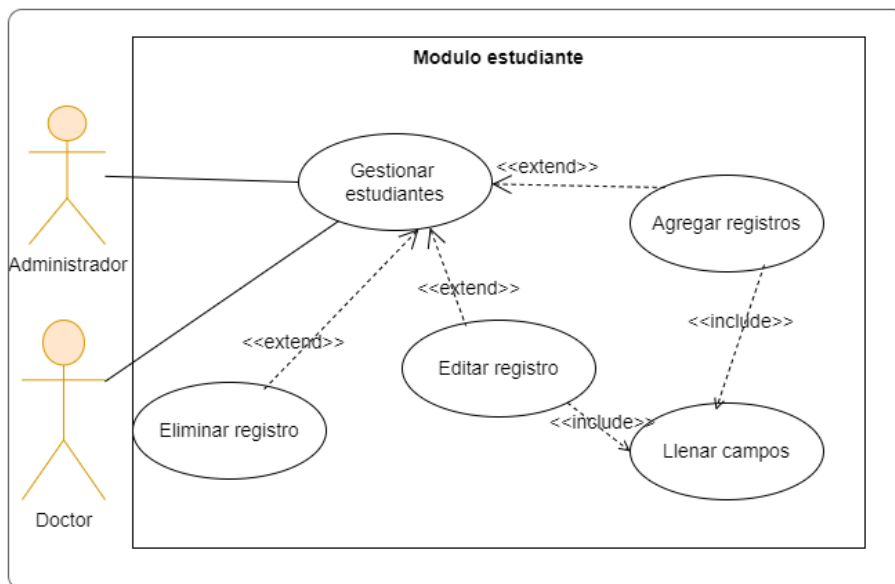 Modulo estudiante
Gestionar
estudiantes
<<extend>>
Agregar registros
Administrador
<<extend>>
<<include>>
<<extend>>
Editar registro
Eliminar registro
<<include>>
Llenar campos
Doctor